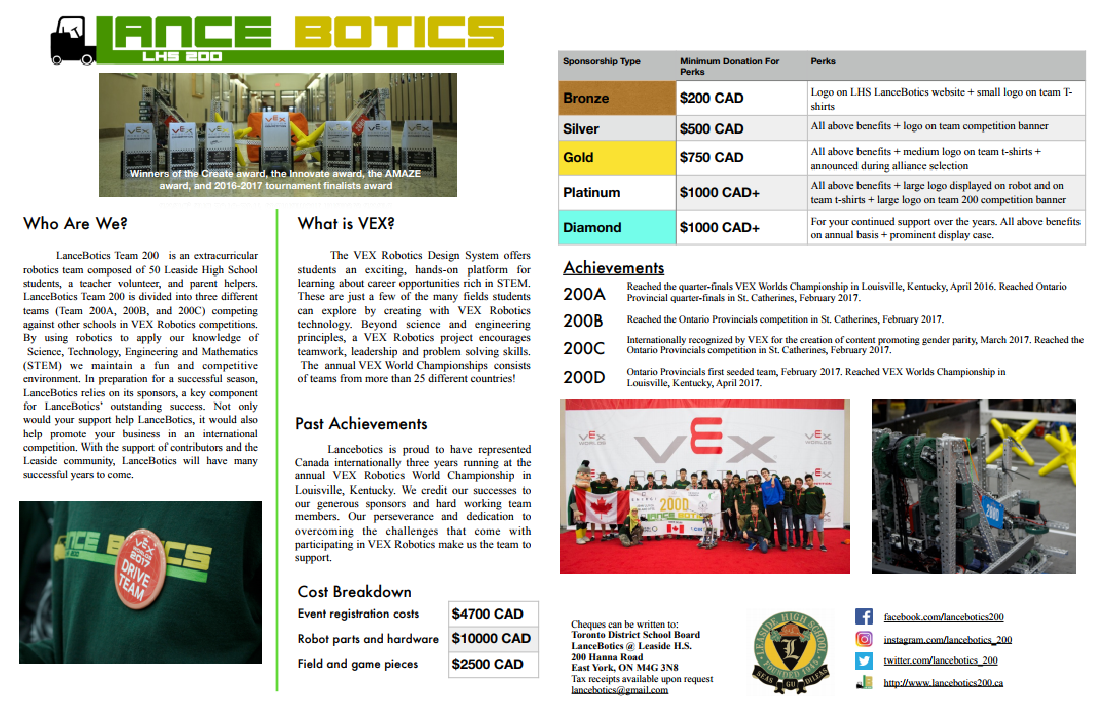 LANCE BOTICS
LHS 200
Winners of the Create award, the Innovate award, the AMAZE
award, and 2016-2017 tournament finalists award
Who Are We?
LanceBotics Team 200 is an extra-curricular
robotics team composed of 50 Leaside High School
students, a teacher volunteer, and parent helpers.
LanceBotics Team 200 is divided into three different
teams (Team 200A, 200B, and 200C) competing
against other schools in VEX Robotics competitions.
By using robotics to apply our knowledge of
Science, Technology, Engineering and Mathematics
(STEM) we maintain a fun and competitive
environment. In preparation for a successful season,
LanceBotics relies on its sponsors, a key component
for LanceBotics' outstanding success. Not only
would your support help LanceBotics, it would also
help promote your business in an international
competition. With the support of contributors and the
Leaside community, LanceBotics will have many
successful years to come.
ANCE BOTICS
VEX
2017
DRIVE
TEAM
What is VEX?
The VEX Robotics Design System offers
students an exciting, hands-on platform for
learning about career opportunities rich in STEM.
These are just a few of the many fields students
can explore by creating with VEX Robotics
technology. Beyond science and engineering
principles, a VEX Robotics project encourages
teamwork, leadership and problem solving skills.
The annual VEX World Championships consists
of teams from more than 25 different countries!
Past Achievements
Lancebotics is proud to have represented
Canada internationally three years running at the
annual VEX Robotics World Championship in
Louisville, Kentucky. We credit our successes to
our generous sponsors and hard working team
members. Our perseverance and dedication to
overcoming the challenges that come with
participating in VEX Robotics make us the team to
support.
Cost Breakdown
Event registration costs $4700 CAD
Robot parts and hardware $10000 CAD
Field and game pieces $2500 CAD
Sponsorship Type Minimum Donation For Perks Perks
Bronze $200 CAD Logo on LHS LanceBotics website + small logo on team T-
shirts
Silver $500 CAD All above benefits + logo on team competition banner
Gold $750 CAD All above benefits + medium logo on team t-shirts +
announced during alliance selection
Platinum $1000 CAD+ All above benefits + large logo displayed on robot and on
team t-shirts + large logo on team 200 competition banner
Diamond $1000 CAD+ For your continued support over the years. All above benefits
on annual basis + prominent display case.
Achievements
200A Reached the quarter-finals VEX Worlds Championship in Louisville, Kentucky, April 2016. Reached Ontario
Provincial quarter-finals in St. Catherines, February 2017.
200B Reached the Ontario Provincials competition in St. Catherines, February 2017.
200C Internationally recognized by VEX for the creation of content promoting gender parity, March 2017. Reached the
Ontario Provincials competition in St. Catherines, February 2017.
200D Ontario Provincials first seeded team, February 2017. Reached VEX Worlds Championship in
Louisville, Kentucky, April 2017.
VEX
VEX
VEX
200D
LANCE BOTICS
200D
Cheques can be written to:
Toronto District School Board
LanceBotics @ Leaside H.S.
200 Hanna Road
East York, ON M4G 3N8
Tax receipts available upon request
lancebotics@gmail.com
LEASIDE HIGH SCHOOL
L
FOUNDED 1945
SEAS GU DILEAS
facebook.com/lancebotics200
instagram.com/lancebotics_200
twitter.com/lancebotics_200
http://www.lancebotics200.ca